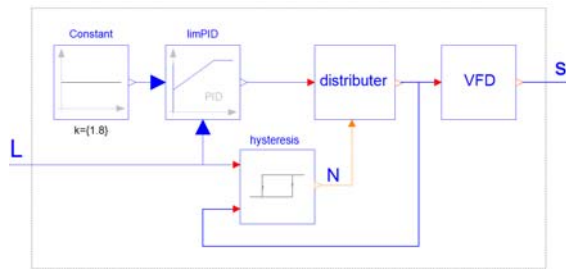 Constant
limPID
PID
distributer
VFD
S
k={1.8}
L
hysteresis
N